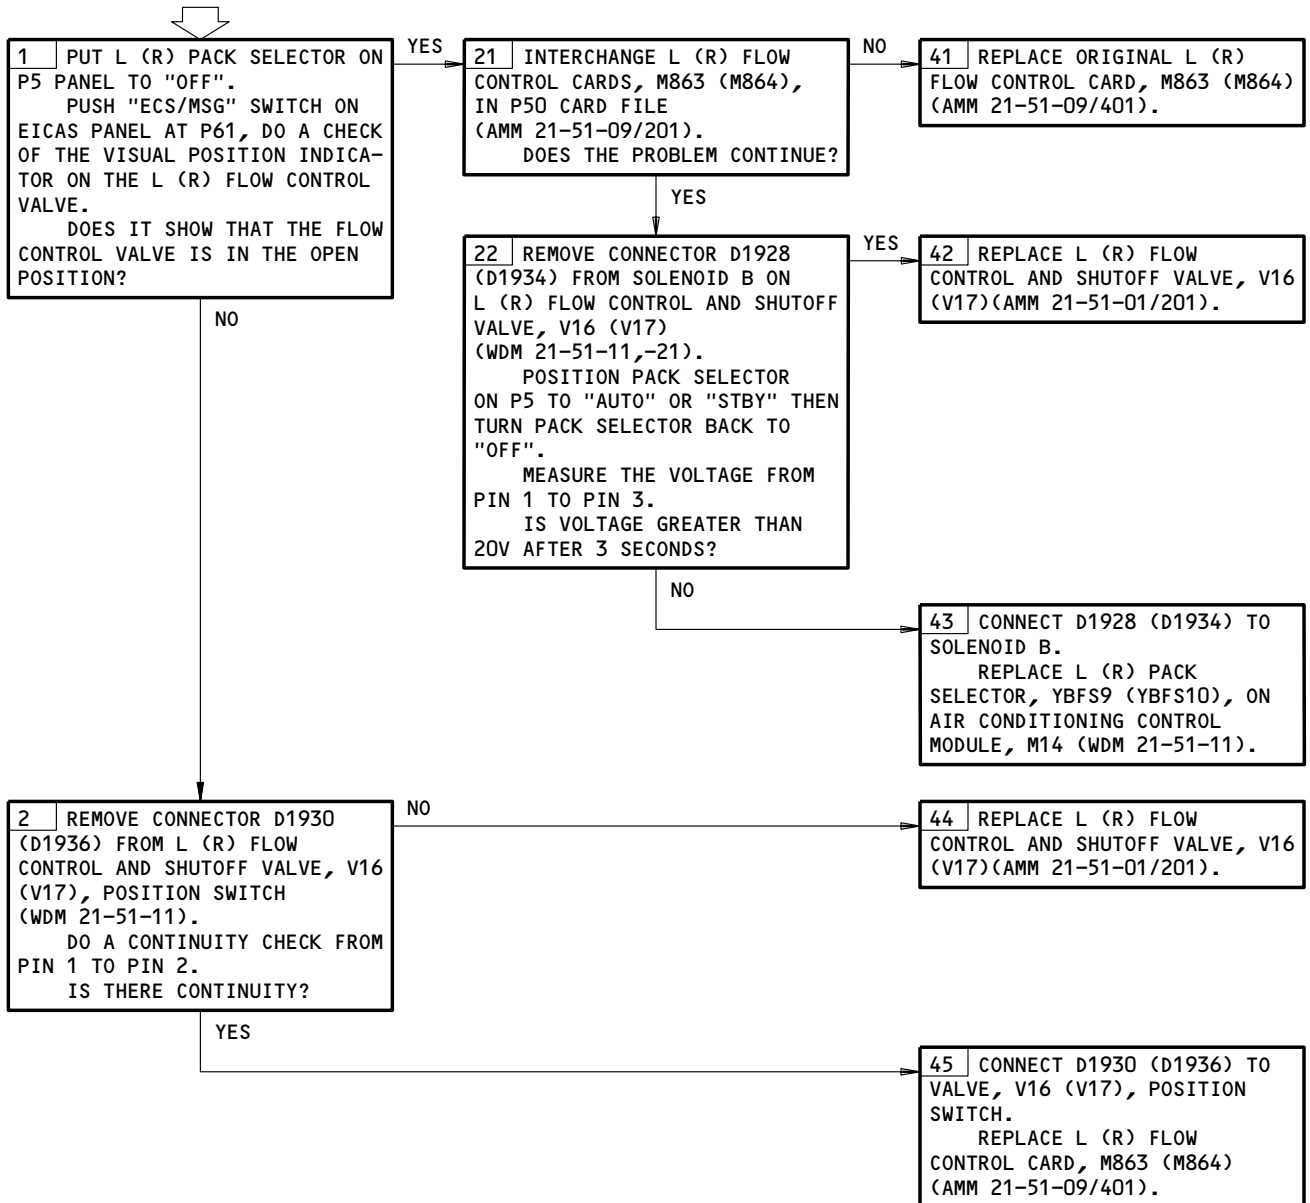 1 PUT L (R) PACK SELECTOR ON
P5 PANEL TO "OFF".
PUSH "ECS/MSG" SWITCH ON
EICAS PANEL AT P61, DO A CHECK
OF THE VISUAL POSITION INDICA-
TOR ON THE L (R) FLOW CONTROL
VALVE.
DOES IT SHOW THAT THE FLOW
CONTROL VALVE IS IN THE OPEN
POSITION?
YES
21 INTERCHANGE L (R) FLOW
CONTROL CARDS, M863 (M864),
IN P50 CARD FILE
(AMM 21-51-09/201).
DOES THE PROBLEM CONTINUE?
NO
41 REPLACE ORIGINAL L (R)
FLOW CONTROL CARD, M863 (M864)
(AMM 21-51-09/401).
YES
22 REMOVE CONNECTOR D1928
(D1934) FROM SOLENOID B ON
L (R) FLOW CONTROL AND SHUTOFF
VALVE, V16 (V17)
(WDM 21-51-11,-21).
POSITION PACK SELECTOR
ON P5 TO "AUTO" OR "STBY" THEN
TURN PACK SELECTOR BACK TO
"OFF".
MEASURE THE VOLTAGE FROM
PIN 1 TO PIN 3.
IS VOLTAGE GREATER THAN
20V AFTER 3 SECONDS?
YES
42 REPLACE L (R) FLOW
CONTROL AND SHUTOFF VALVE, V16
(V17)(AMM 21-51-01/201).
NO
NO
43 CONNECT D1928 (D1934) TO
SOLENOID B.
REPLACE L (R) PACK
SELECTOR, YBFS9 (YBFS10), ON
AIR CONDITIONING CONTROL
MODULE, M14 (WDM 21-51-11).
2 REMOVE CONNECTOR D1930
(D1936) FROM L (R) FLOW
CONTROL AND SHUTOFF VALVE, V16
(V17), POSITION SWITCH
(WDM 21-51-11).
DO A CONTINUITY CHECK FROM
PIN 1 TO PIN 2.
IS THERE CONTINUITY?
NO
44 REPLACE L (R) FLOW
CONTROL AND SHUTOFF VALVE, V16
(V17)(AMM 21-51-01/201).
YES
45 CONNECT D1930 (D1936) TO
VALVE, V16 (V17), POSITION
SWITCH.
REPLACE L (R) FLOW
CONTROL CARD, M863 (M864)
(AMM 21-51-09/401).